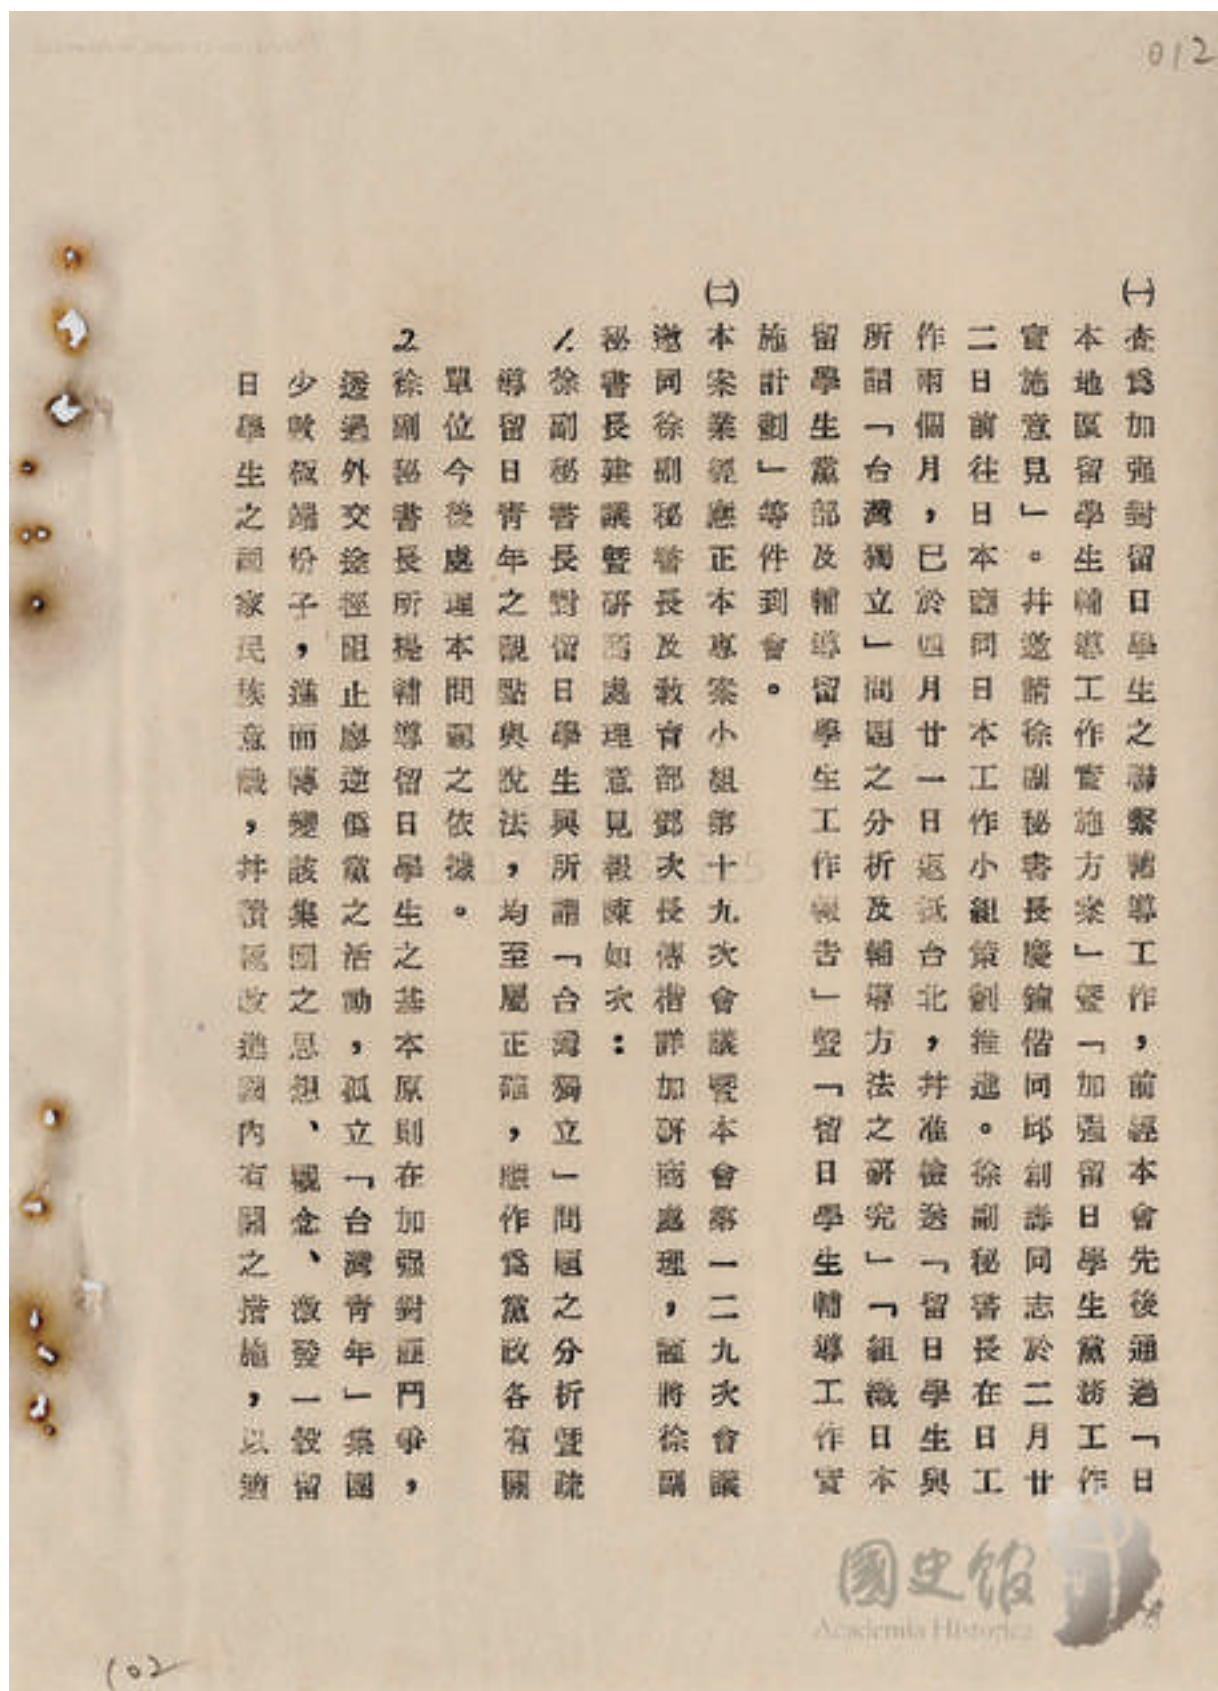 012
㈠查為加强對留日學生之聯繫輔導工作,前經本會先後通過「日
本地區留學生輔導工作實施方案」暨「加强留日學生黨務工作
實施意見」。并邀請徐副秘書長慶鐘偕同邱創壽同志於二月廿
二日前往日本商同日本工作小組策劃推進。徐副秘書長在日工
作兩個月,已於四月廿一日返抵台北,并准檢送「留日學生與
所謂「台灣獨立」問題之分析及輔導方法之研究」「組織日本
留學生黨部及輔導留學生工作報告」暨「留日學生輔導工作實
施計劃」等件到會。
㈡本案業經應正本專案小組第十九次會議暨本會第一二九次會議
邀同徐副秘書長及教育部鄧次長傳楷詳加研商處理,謹將徐副
秘書長建議暨研商處理意見報陳如次:
1.徐副秘書長對留日學生與所謂「台灣獨立」問題之分析暨疏
導留日青年之觀點與說法,均至屬正確,應作為黨政各有關
單位今後處理本問題之依據。
2徐副秘書長所提輔導留日學生之基本原則在加强對匪鬥爭,
透過外交途徑阻止廖逆偽黨之活動,孤立「台灣青年」集團
少數極端份子,進而轉變該集團之思想、觀念、激發一般留
日學生之國家民族意識,并責成改進國內有關之措施,以適
國史館
Academia Historica
102